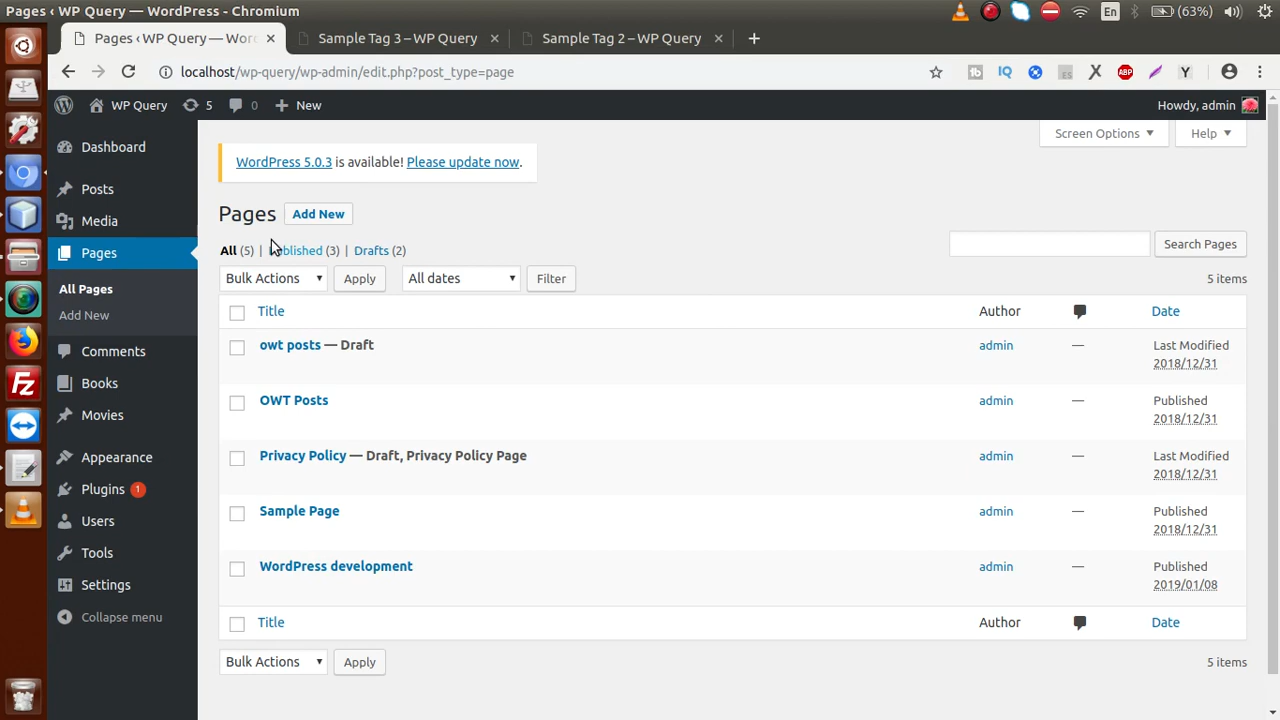 Pages ‹ WP Query — WordPress - Chromium
En
(63%)
Pages ‹ WP Query — Wor
Sample Tag 3 – WP Query
Sample Tag 2 – WP Query
localhost/wp-query/wp-admin/edit.php?post_type=page
tb
IQ
ES
X
ABP
Y
WP Query
5
0
New
Howdy, admin
Dashboard
Posts
Media
Pages
All Pages
Add New
Comments
Books
Movies
Appearance
Plugins 1
Users
Tools
Settings
Collapse menu
Screen Options
Help
WordPress 5.0.3 is available! Please update now.
Pages Add New
All (5) | Published (3) | Drafts (2)
Search Pages
Bulk Actions Apply All dates Filter
5 items
Title Author Date
owt posts — Draft admin — Last Modified
2018/12/31
OWT Posts admin — Published
2018/12/31
Privacy Policy — Draft, Privacy Policy Page admin — Last Modified
2018/12/31
Sample Page admin — Published
2018/12/31
WordPress development admin — Published
2019/01/08
Title Author Date
Bulk Actions Apply
5 items